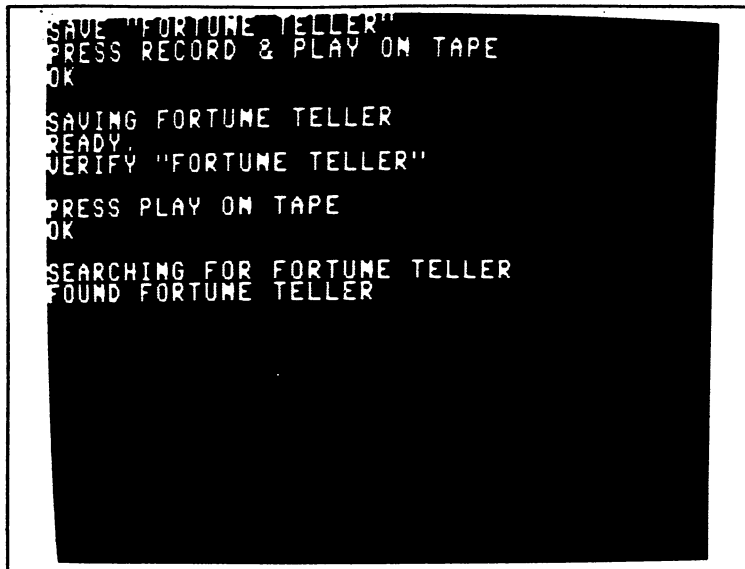 SAVE "FORTUNE TELLER"
PRESS RECORD & PLAY ON TAPE
OK
SAVING FORTUNE TELLER
READY.
VERIFY "FORTUNE TELLER"
PRESS PLAY ON TAPE
OK
SEARCHING FOR FORTUNE TELLER
FOUND FORTUNE TELLER